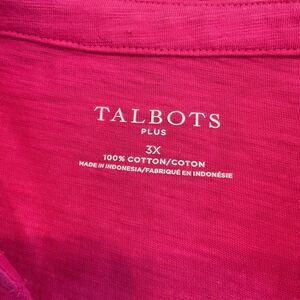 TALBOTS
PLUS
3X
100% COTTON/COTON
MADE IN INDONESIA/FABRIQUÉ EN INDONÉSIE